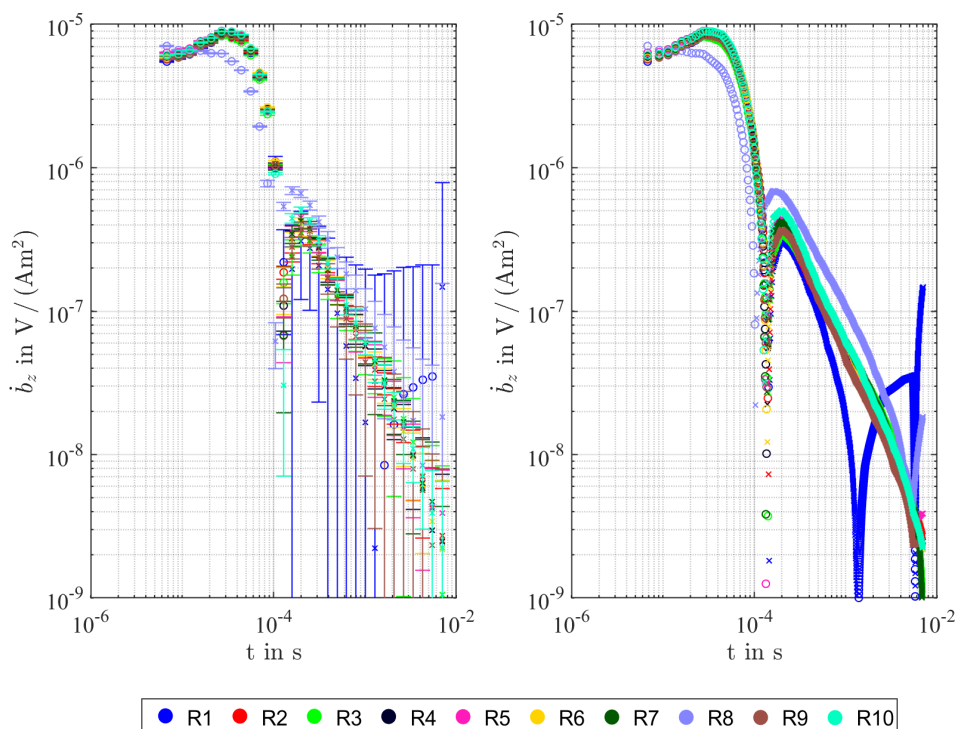 10⁻⁵ 10⁻⁵
10⁻⁶ 10⁻⁶
ḃz in V / (Am²) ḃz in V / (Am²)
10⁻⁷ 10⁻⁷
10⁻⁸ 10⁻⁸
10⁻⁹ 10⁻⁹
10⁻⁶ 10⁻⁴ 10⁻² 10⁻⁶ 10⁻⁴ 10⁻²
t in s t in s
R1 R2 R3 R4 R5 R6 R7 R8 R9 R10